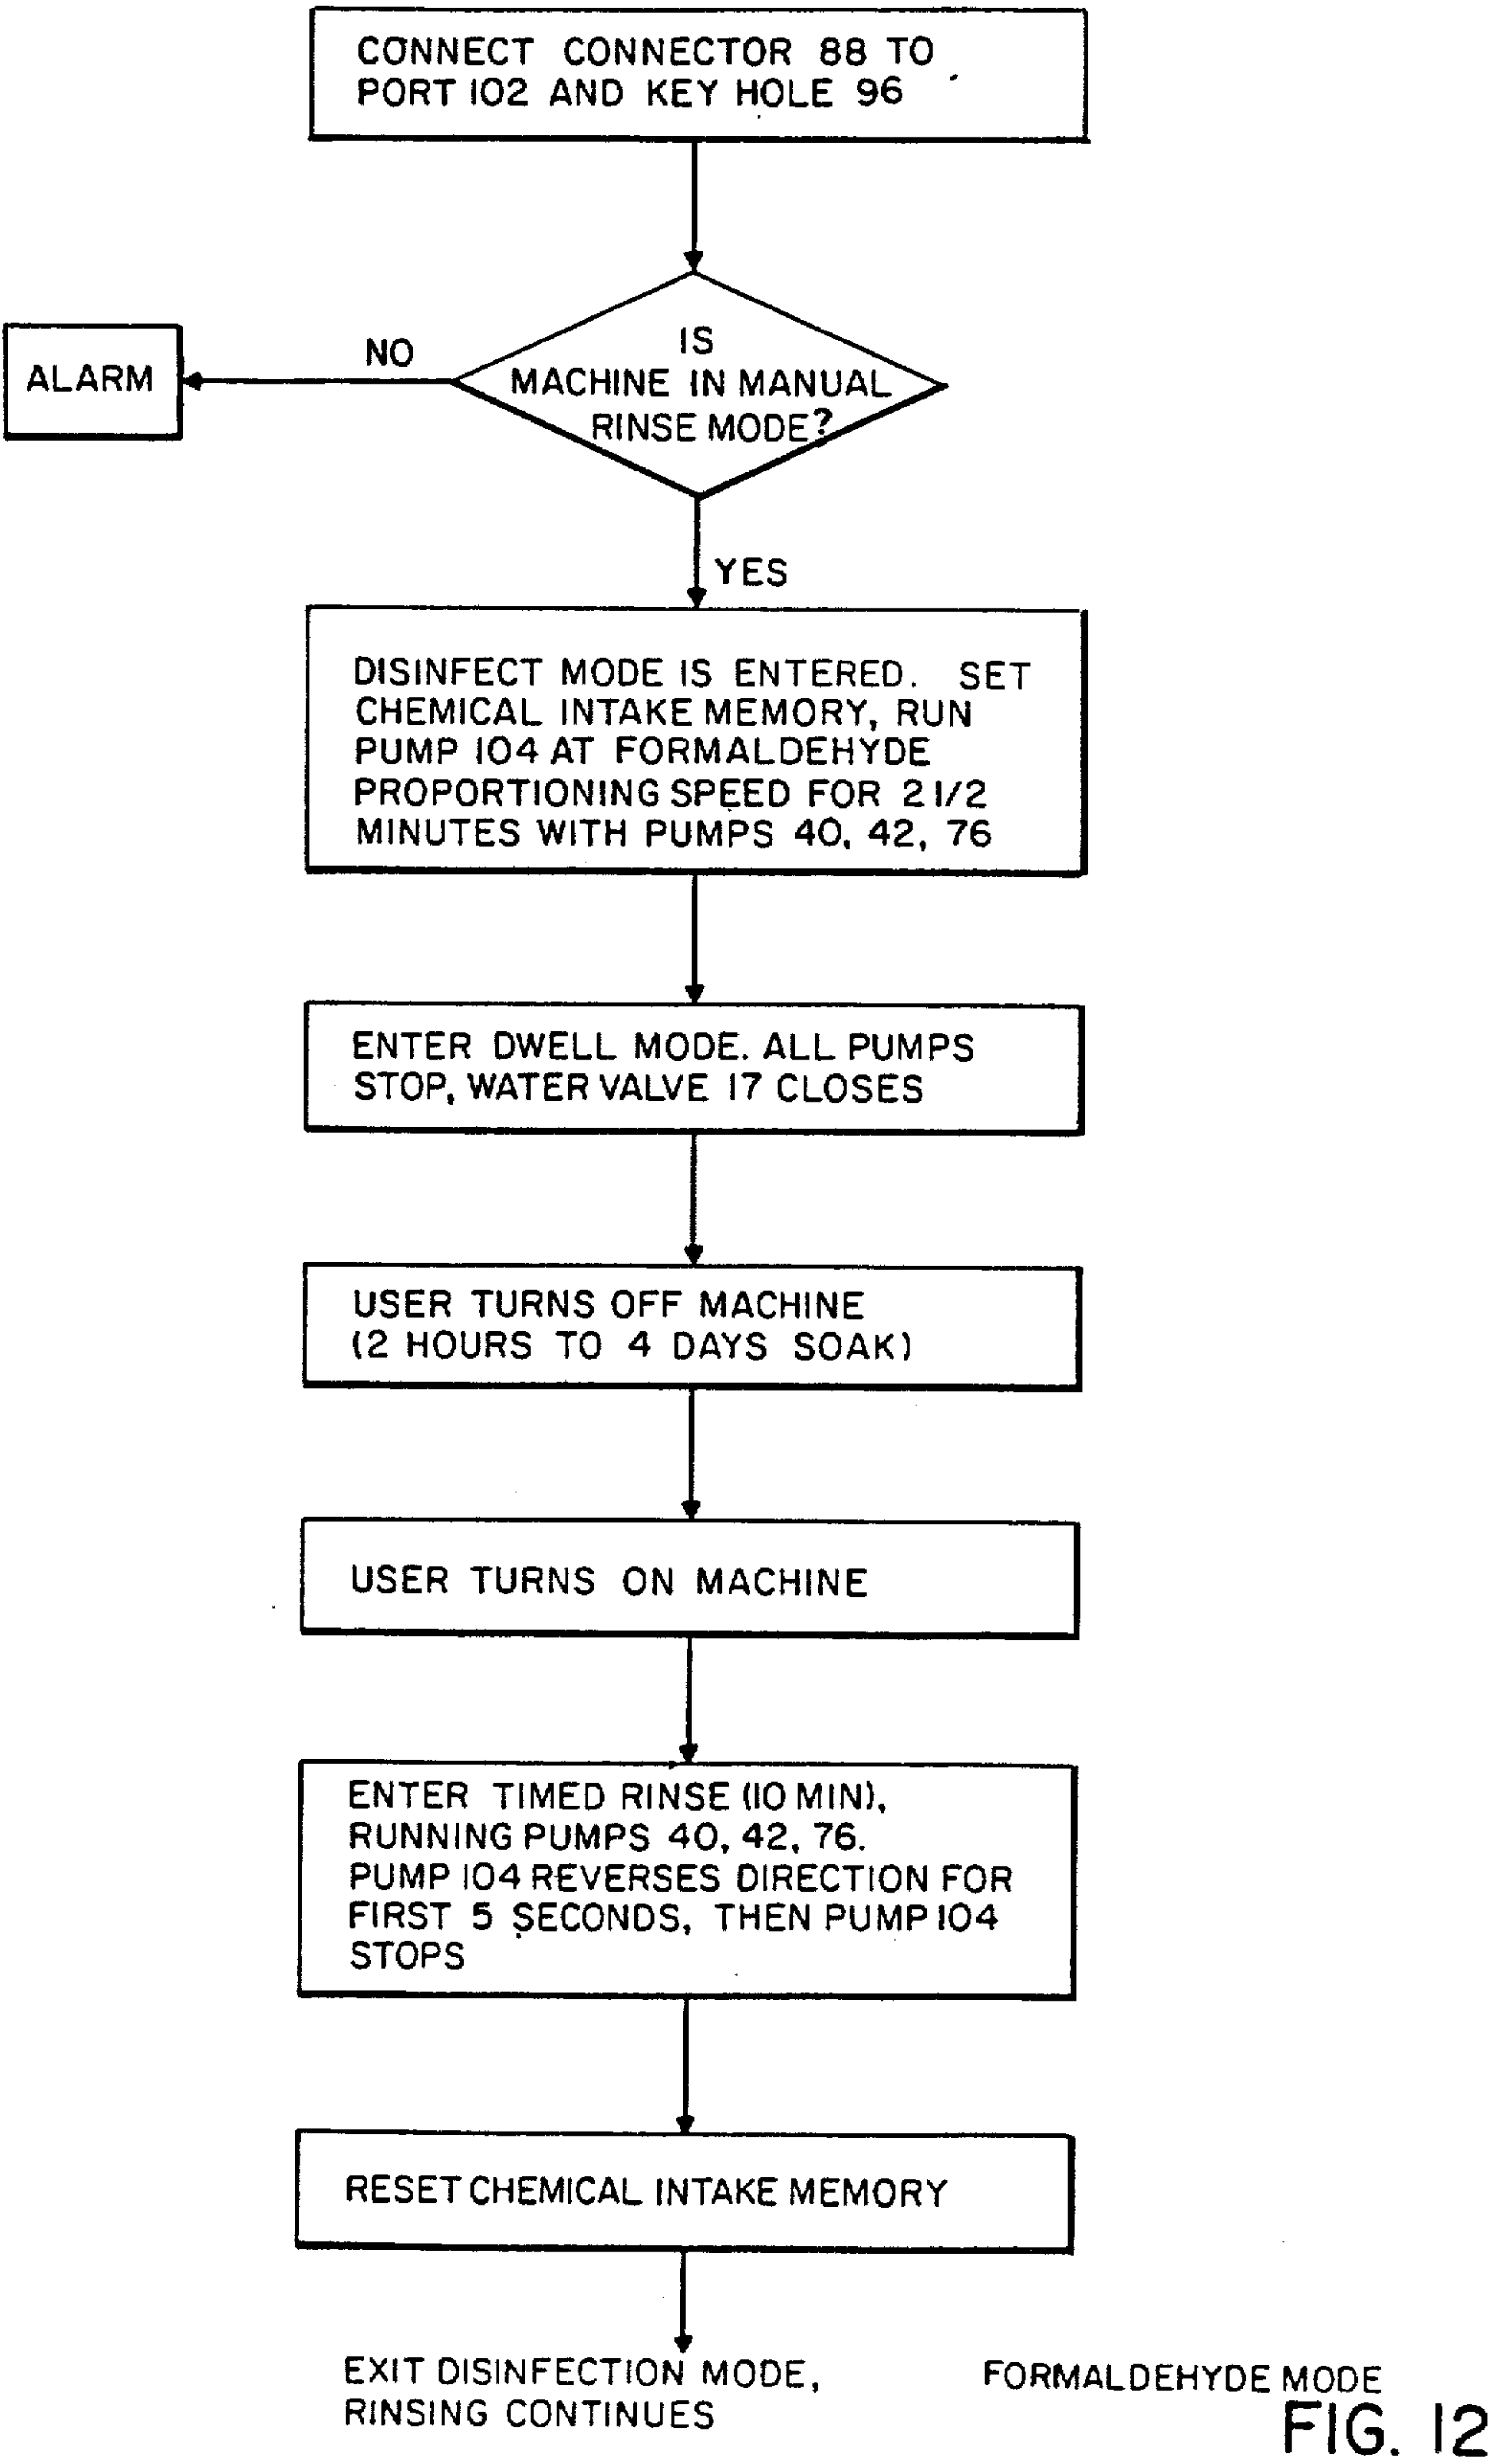 CONNECT CONNECTOR 88 TO
PORT 102 AND KEY HOLE 96
IS
MACHINE IN MANUAL
RINSE MODE?
NO
ALARM
YES
DISINFECT MODE IS ENTERED. SET
CHEMICAL INTAKE MEMORY, RUN
PUMP 104 AT FORMALDEHYDE
PROPORTIONING SPEED FOR 2 1/2
MINUTES WITH PUMPS 40, 42, 76
ENTER DWELL MODE. ALL PUMPS
STOP, WATER VALVE 17 CLOSES
USER TURNS OFF MACHINE
(2 HOURS TO 4 DAYS SOAK)
USER TURNS ON MACHINE
ENTER TIMED RINSE (10 MIN),
RUNNING PUMPS 40, 42, 76.
PUMP 104 REVERSES DIRECTION FOR
FIRST 5 SECONDS, THEN PUMP 104
STOPS
RESET CHEMICAL INTAKE MEMORY
EXIT DISINFECTION MODE,
RINSING CONTINUES
FORMALDEHYDE MODE
FIG. 12